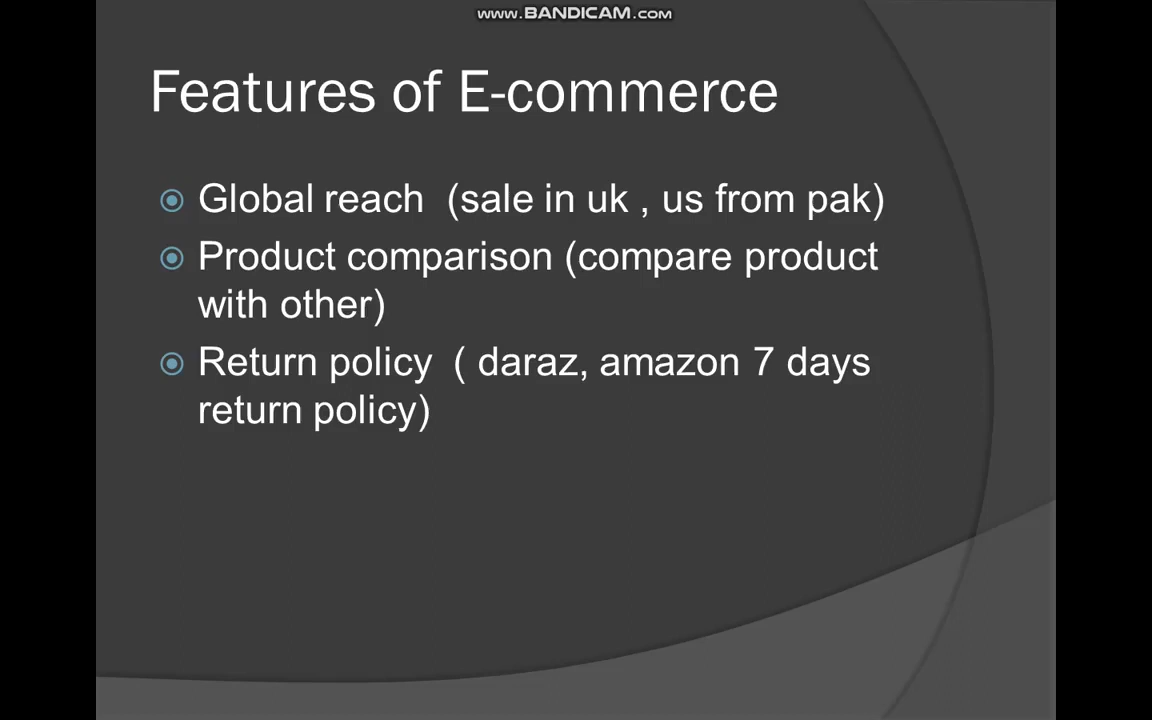 www.BANDICAM.com
Features of E-commerce
Global reach (sale in uk , us from pak)
Product comparison (compare product
with other)
Return policy ( daraz, amazon 7 days
return policy)